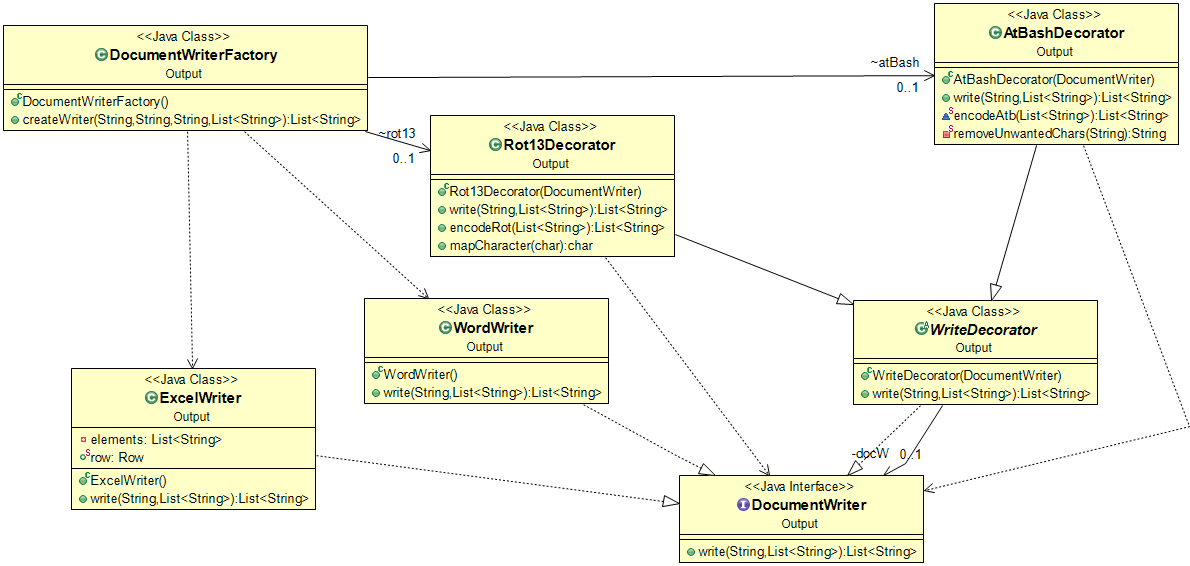 <<Java Class>>
DocumentWriterFactory
Output
DocumentWriterFactory()
createWriter(String,String,String,List<String>):List<String>
~atBash
0..1
<<Java Class>>
AtBashDecorator
Output
AtBashDecorator(DocumentWriter)
write(String,List<String>):List<String>
encodeAtb(List<String>):List<String>
removeUnwantedChars(String):String
~rot13
0..1
<<Java Class>>
Rot13Decorator
Output
Rot13Decorator(DocumentWriter)
write(String,List<String>):List<String>
encodeRot(List<String>):List<String>
mapCharacter(char):char
<<Java Class>>
WordWriter
Output
WordWriter()
write(String,List<String>):List<String>
<<Java Class>>
WriteDecorator
Output
WriteDecorator(DocumentWriter)
write(String,List<String>):List<String>
<<Java Class>>
ExcelWriter
Output
elements: List<String>
row: Row
ExcelWriter()
write(String,List<String>):List<String>
-docW
0..1
<<Java Interface>>
DocumentWriter
Output
write(String,List<String>):List<String>